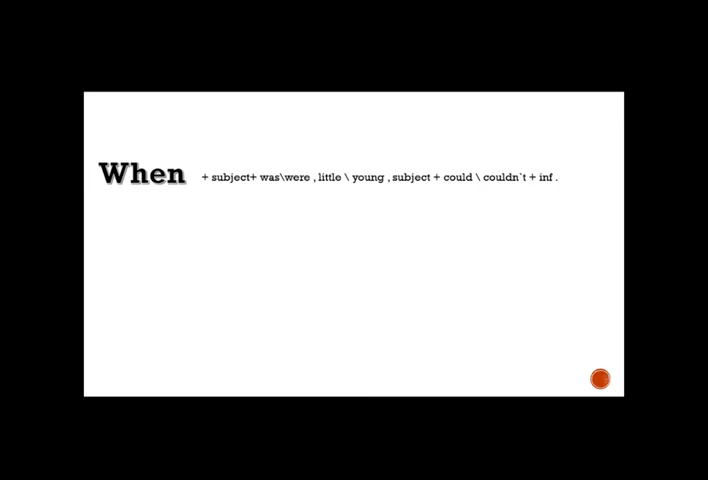 When + subject+ was\were , little \ young , subject + could \ couldn`t + inf .